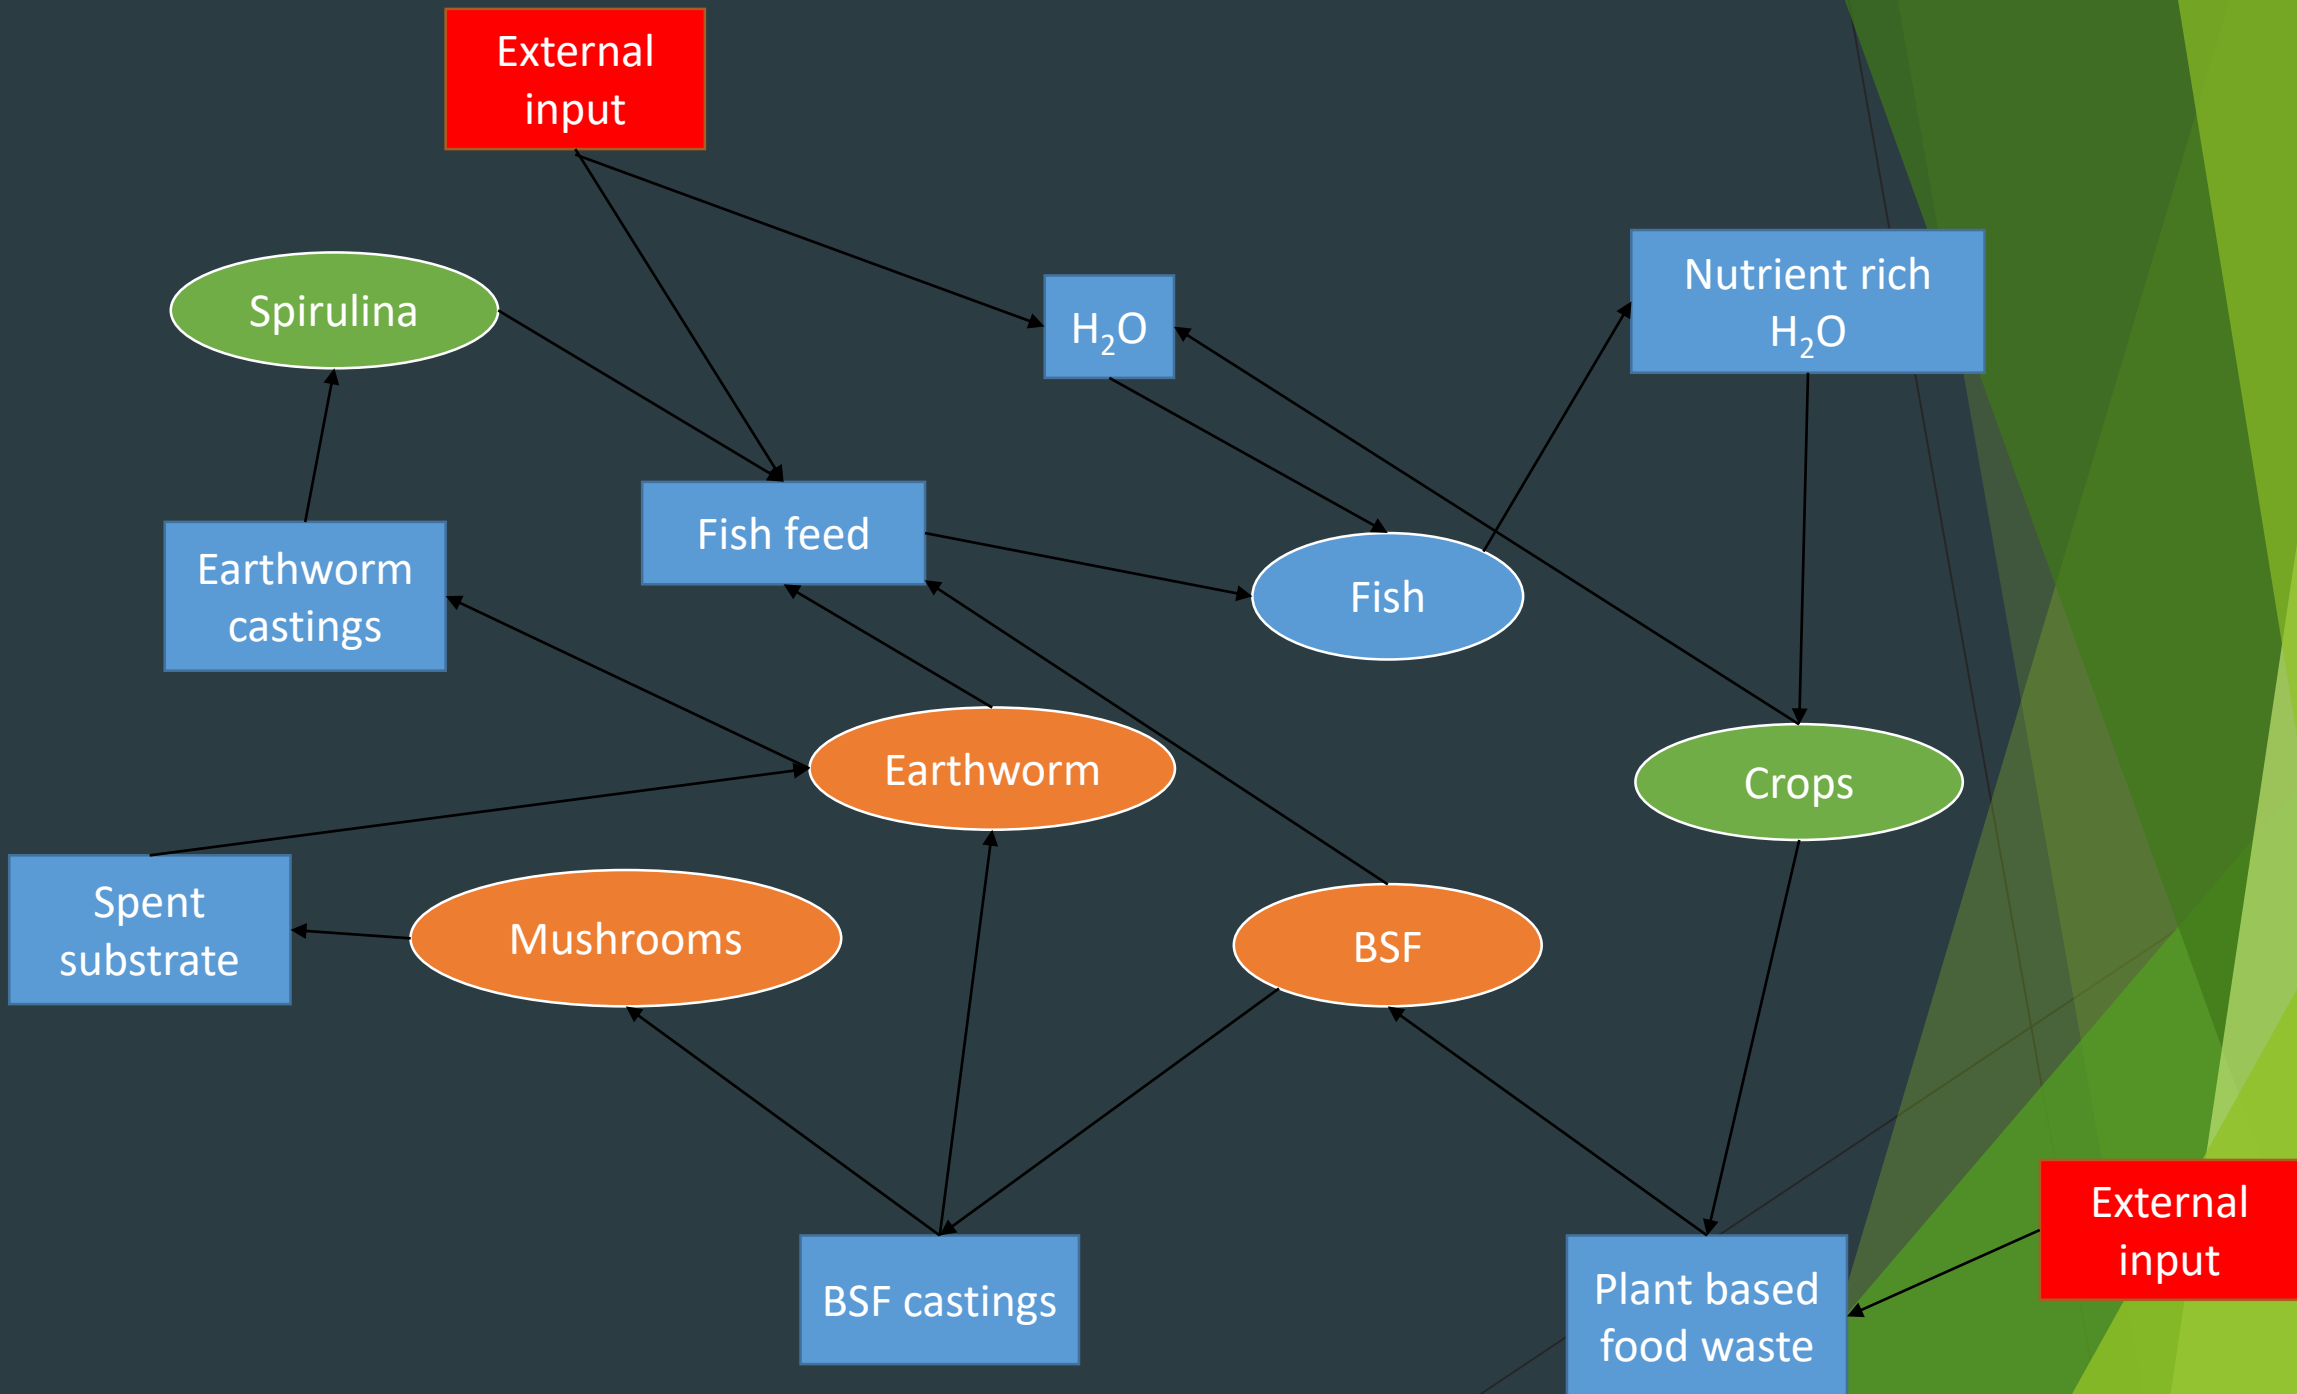 External
input
Spirulina
H₂O
Nutrient rich
H₂O
Earthworm
castings
Fish feed
Fish
Earthworm
Crops
Spent
substrate
Mushrooms
BSF
BSF castings
Plant based
food waste
External
input